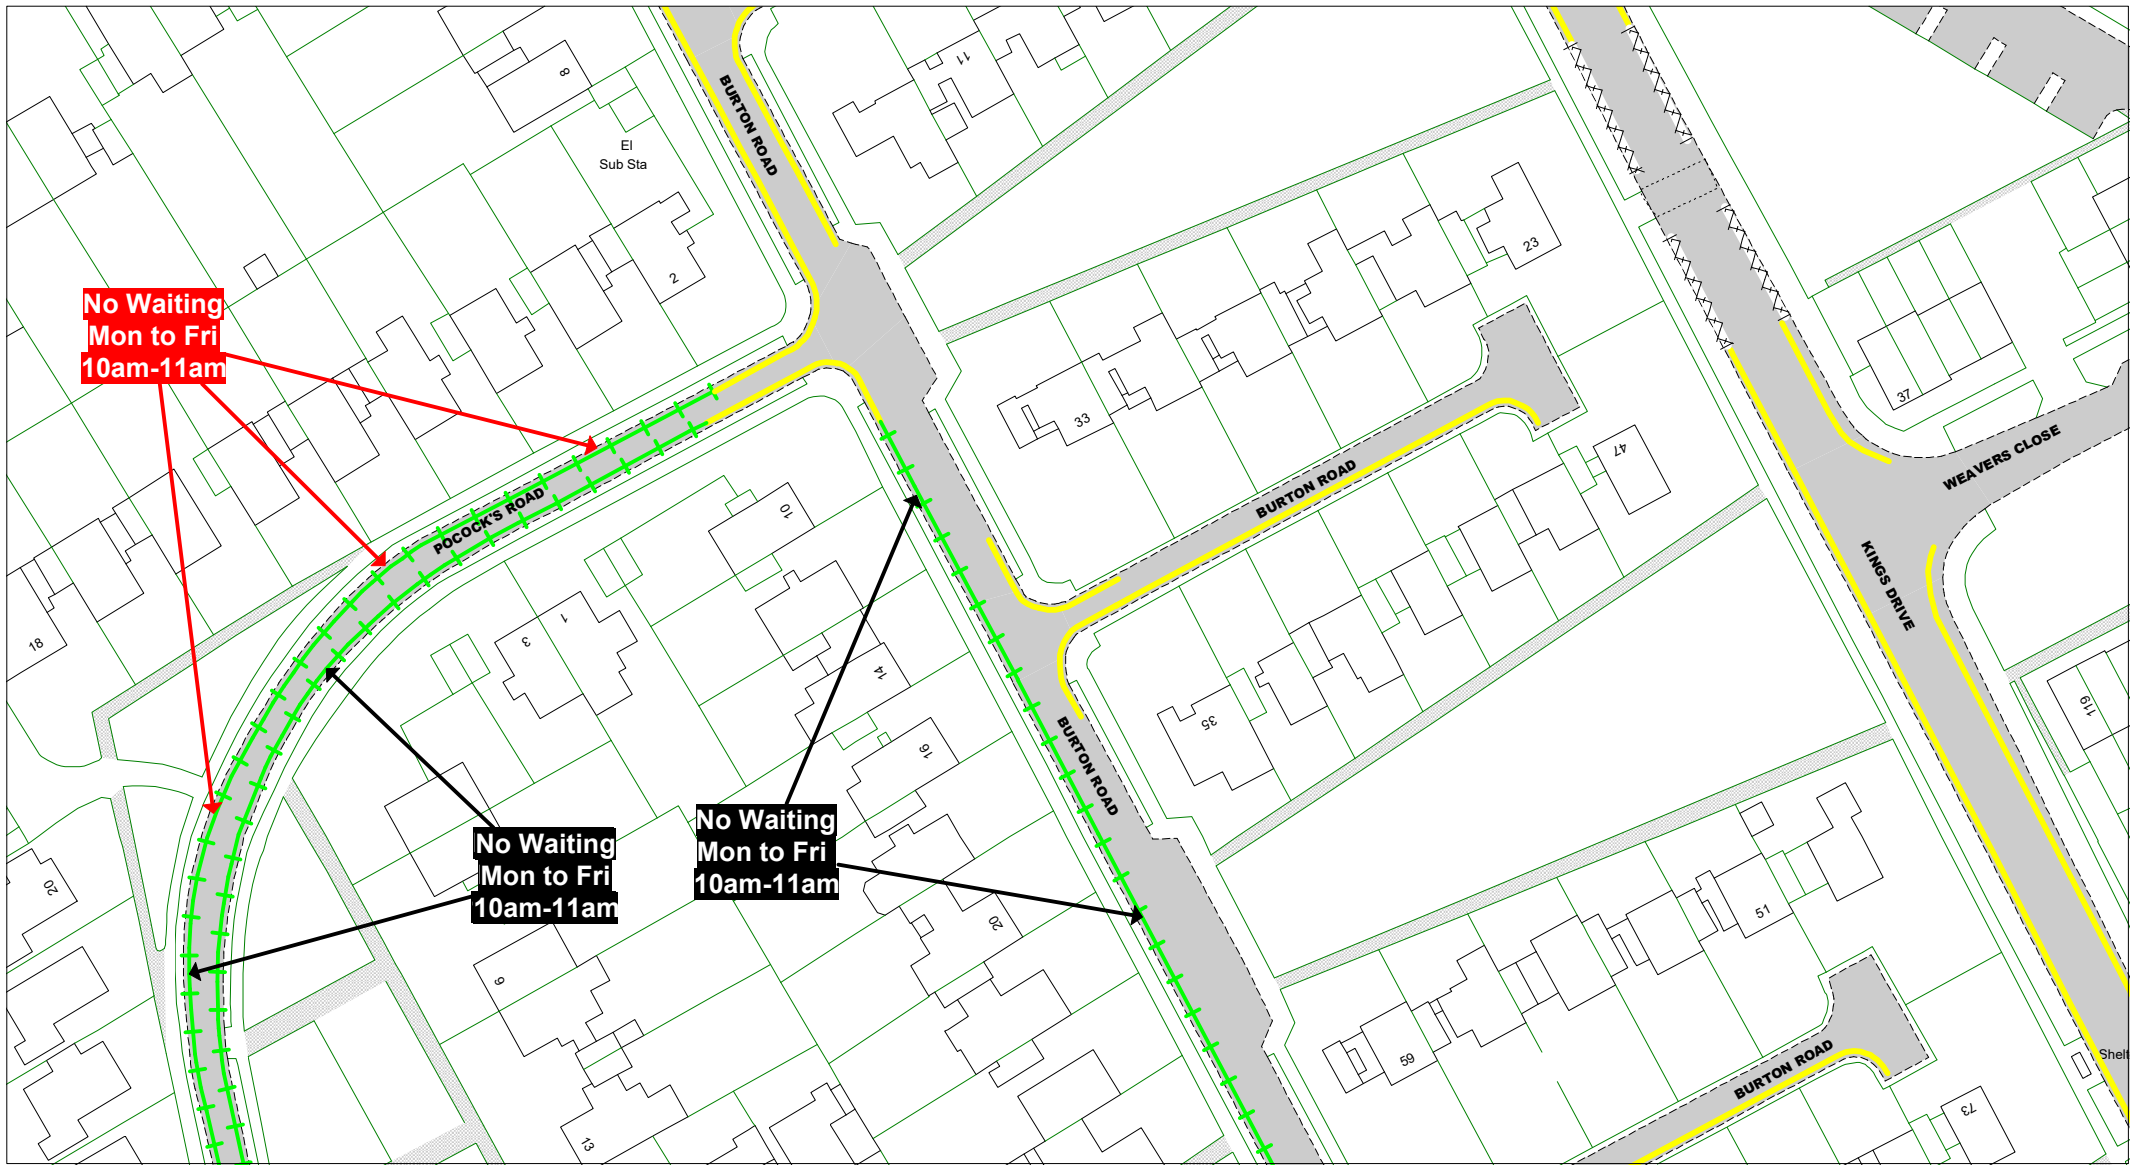 8
11
BURTON ROAD
El
Sub Sta
2
23
No Waiting
Mon to Fri
10am-11am
33
37
47
WEAVERS CLOSE
BURTON ROAD
POCOCK'S ROAD
10
KINGS DRIVE
18
3
1
14
35
119
16
BURTON ROAD
No Waiting
Mon to Fri
10am-11am
No Waiting
Mon to Fri
10am-11am
20
20
51
9
59
BURTON ROAD
Shelt
73
13